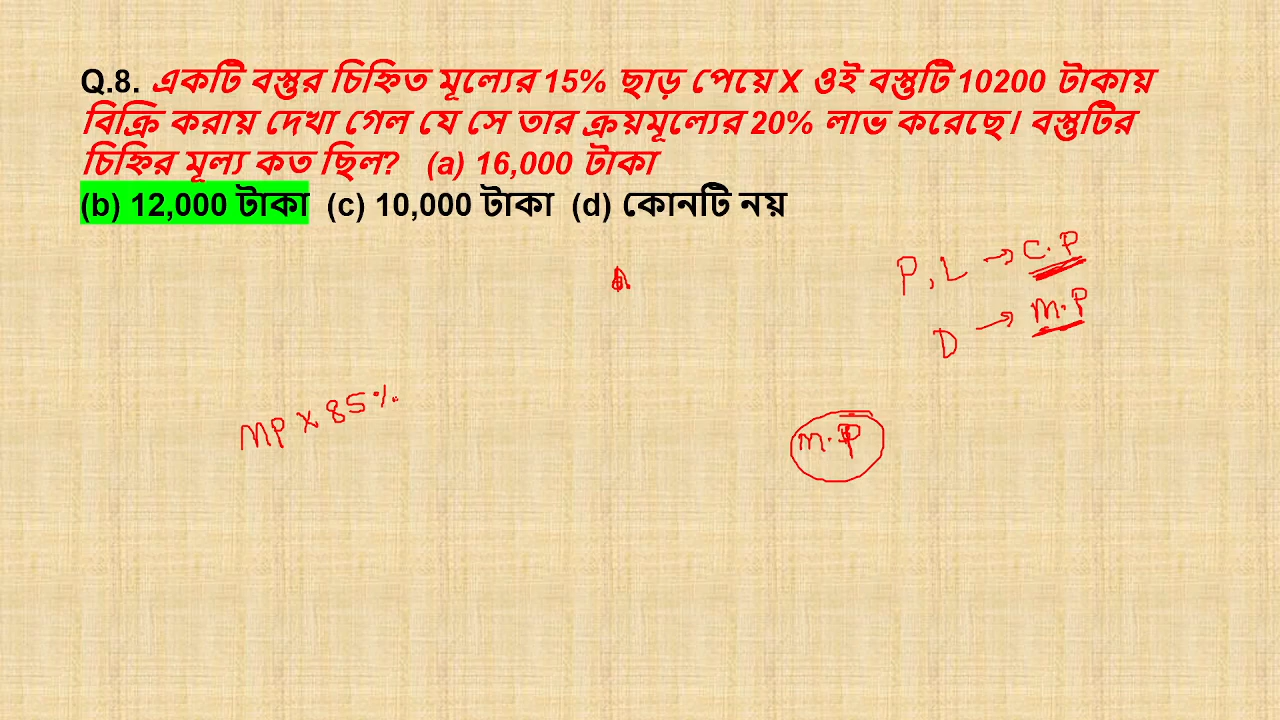 Q.8. একটি বস্তুর চিহ্নিত মূল্যের 15% ছাড় পেয়ে X ওই বস্তুটি 10200 টাকায়
বিক্রি করায় দেখা গেল যে সে তার ক্রয়মূল্যের 20% লাভ করেছে। বস্তুটির
চিহ্নির মূল্য কত ছিল? (a) 16,000 টাকা
(b) 12,000 টাকা (c) 10,000 টাকা (d) কোনটি নয়
P, L → C.P
D → M.P
MP X 85%
M.P